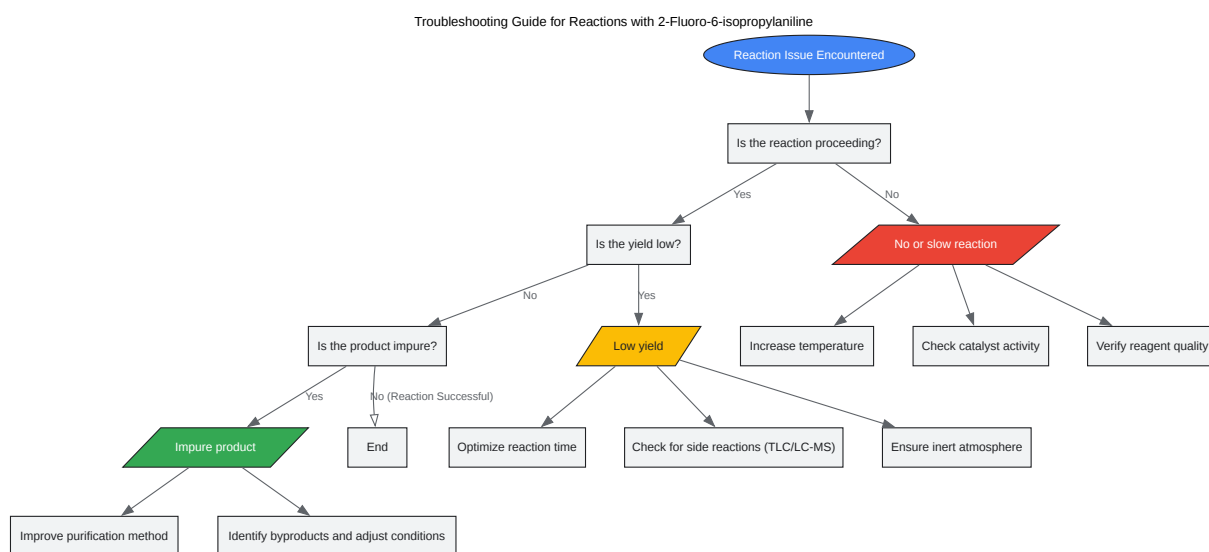 Troubleshooting Guide for Reactions with 2-Fluoro-6-isopropylaniline
Reaction Issue Encountered
Is the reaction proceeding?
Yes
No
Is the yield low?
No or slow reaction
No
Yes
Is the product impure?
Low yield
Increase temperature
Check catalyst activity
Verify reagent quality
Yes
No (Reaction Successful)
Impure product
End
Optimize reaction time
Check for side reactions (TLC/LC-MS)
Ensure inert atmosphere
Improve purification method
Identify byproducts and adjust conditions